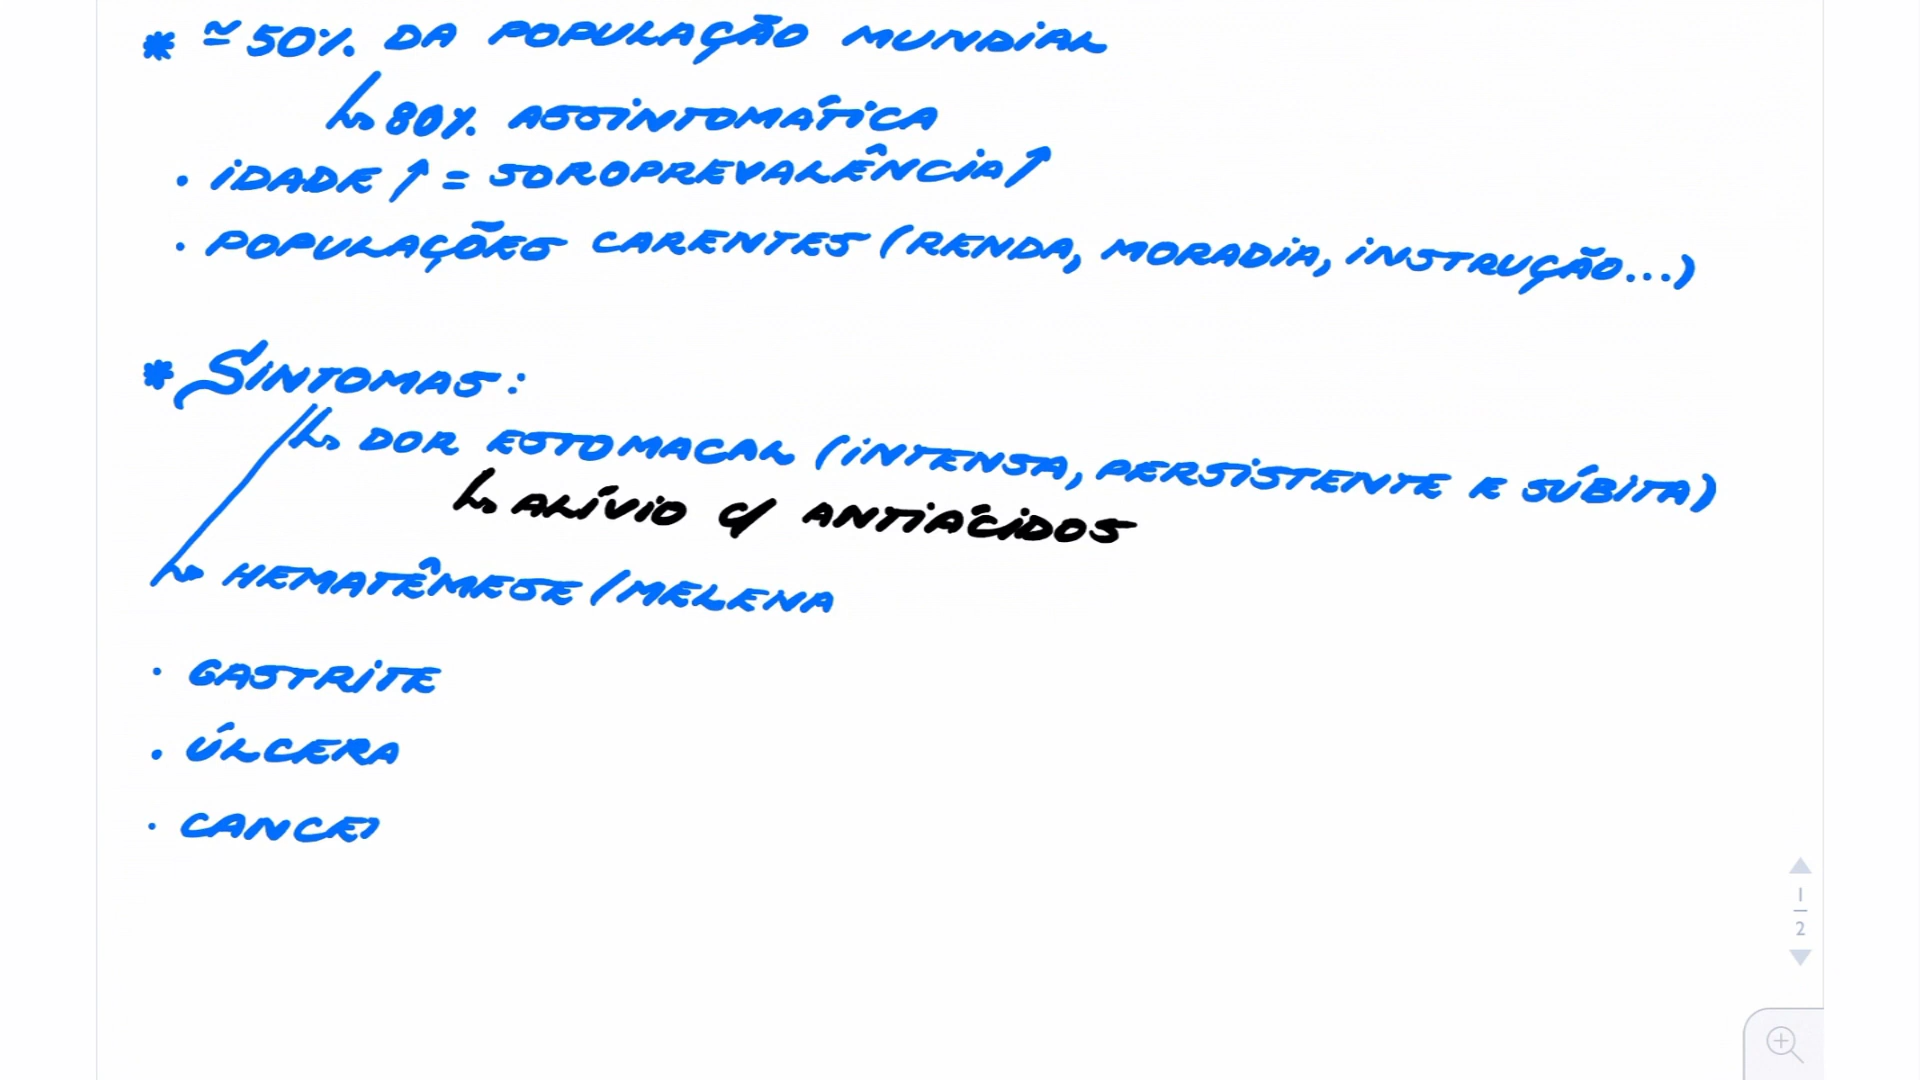 * ≃ 50% DA POPULAÇÃO MUNDIAL
↳ 80% ASSINTOMÁTICA
• IDADE ↑ = SOROPREVALÊNCIA ↑
• POPULAÇÕES CARENTES (RENDA, MORADIA, INSTRUÇÃO...)
* SINTOMAS:
↳ DOR ESTOMACAL (INTENSA, PERSISTENTE E SÚBITA)
↳ ALÍVIO C/ ANTIÁCIDOS
↳ HEMATÊMESE / MELENA
• GASTRITE
• ÚLCERA
• CANCE
1
2